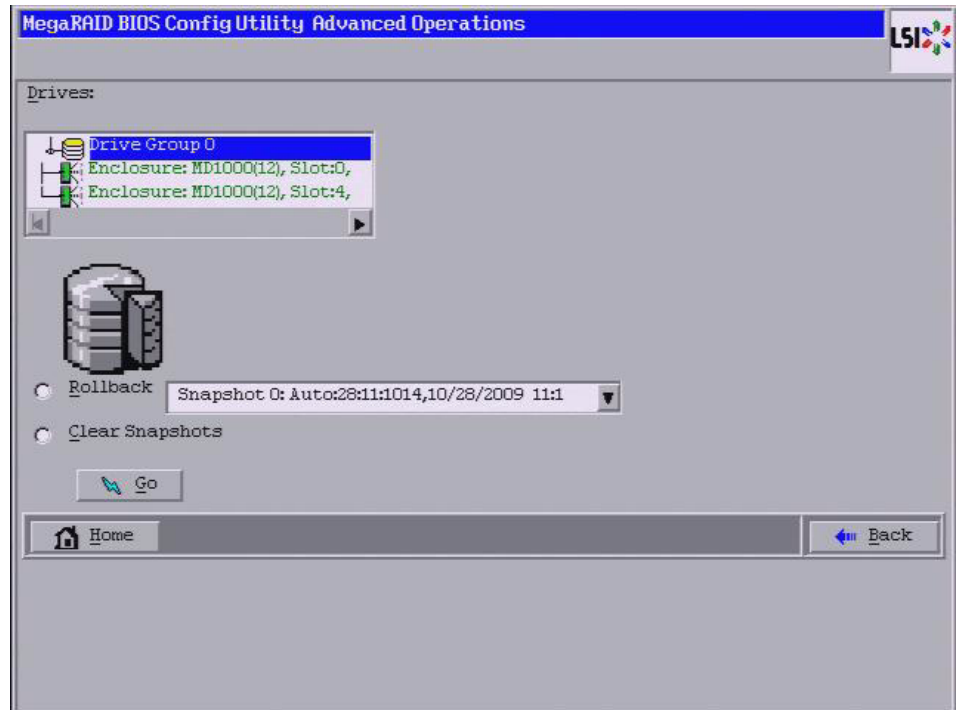 MegaRAID BIOS Config Utility Advanced Operations
LSI
Drives:
Drive Group 0
Enclosure: MD1000(12), Slot:0,
Enclosure: MD1000(12), Slot:4,
Rollback Snapshot 0: Auto:28:11:1014,10/28/2009 11:1
Clear Snapshots
Go
Home Back